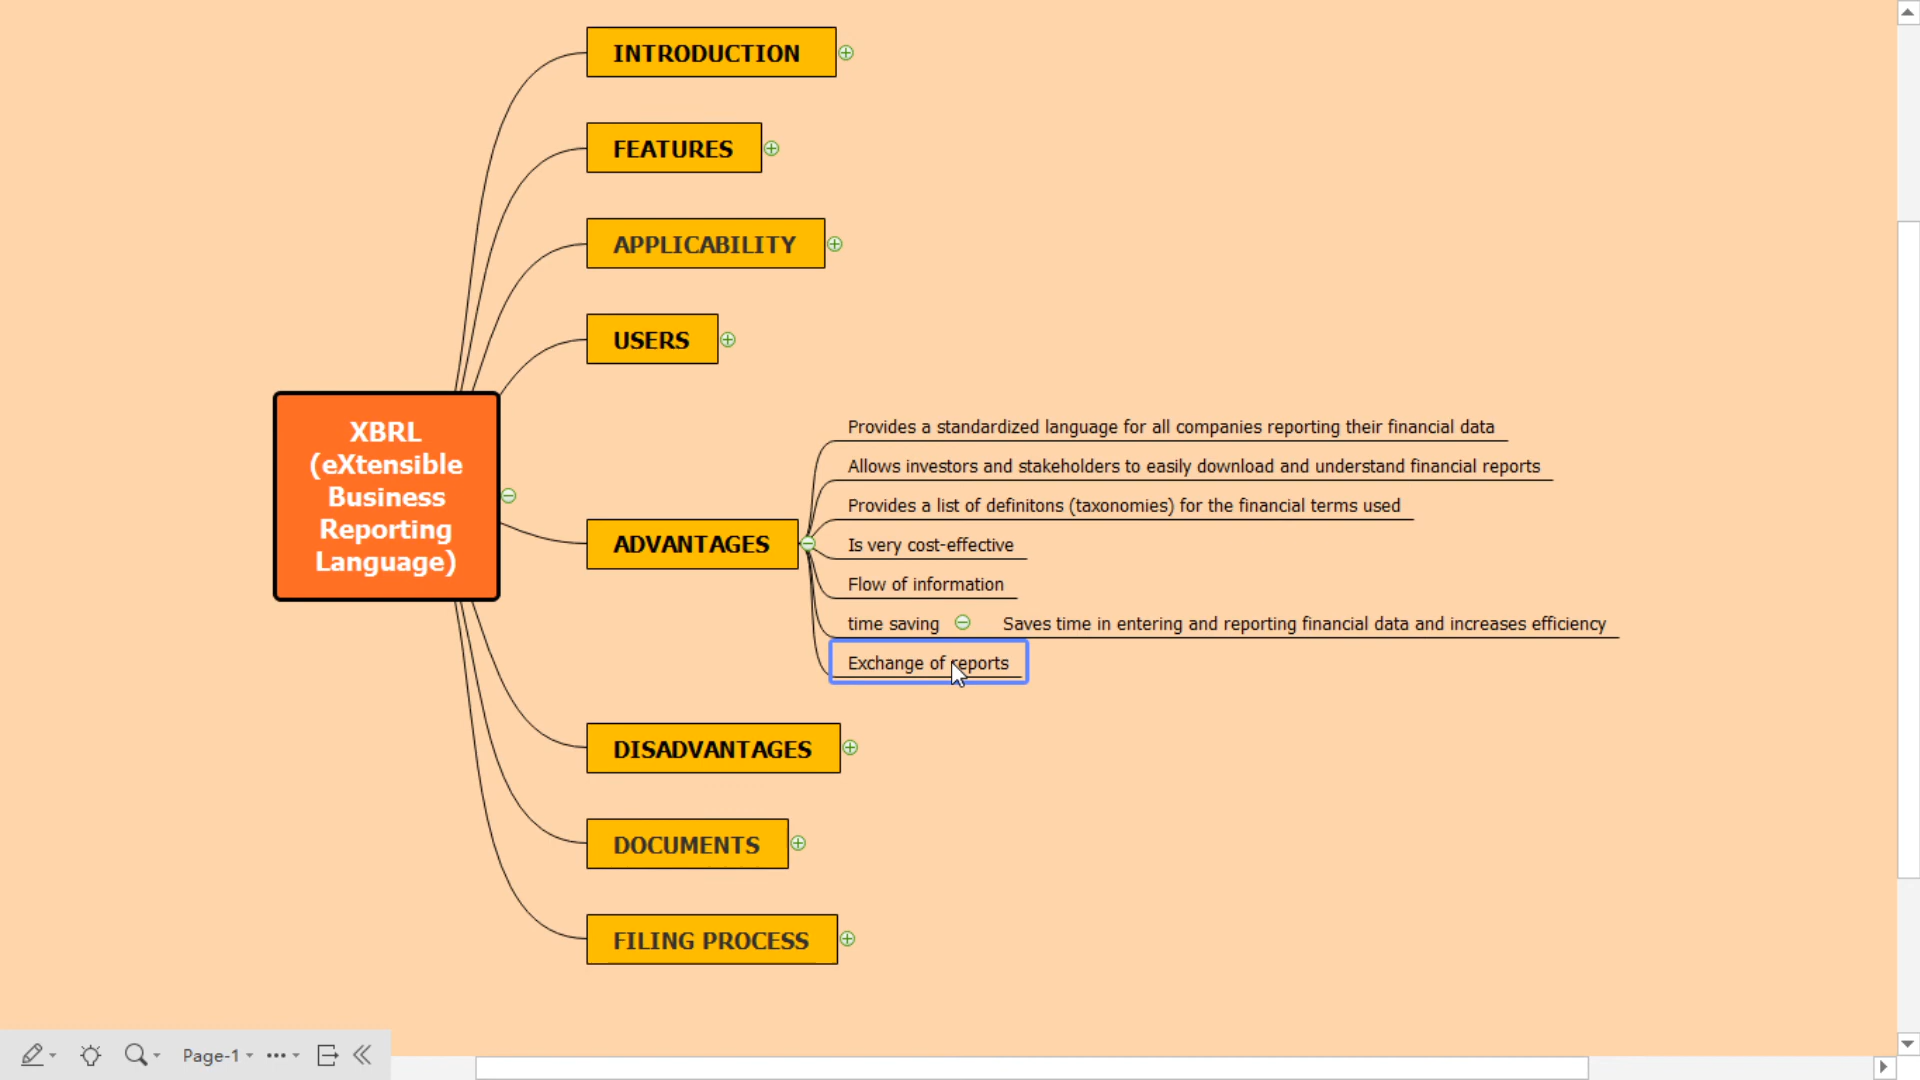 INTRODUCTION
FEATURES
APPLICABILITY
USERS
XBRL
(eXtensible
Business
Reporting
Language)
ADVANTAGES
Provides a standardized language for all companies reporting their financial data
Allows investors and stakeholders to easily download and understand financial reports
Provides a list of definitons (taxonomies) for the financial terms used
Is very cost-effective
Flow of information
time saving Saves time in entering and reporting financial data and increases efficiency
Exchange of reports
DISADVANTAGES
DOCUMENTS
FILING PROCESS
Page-1